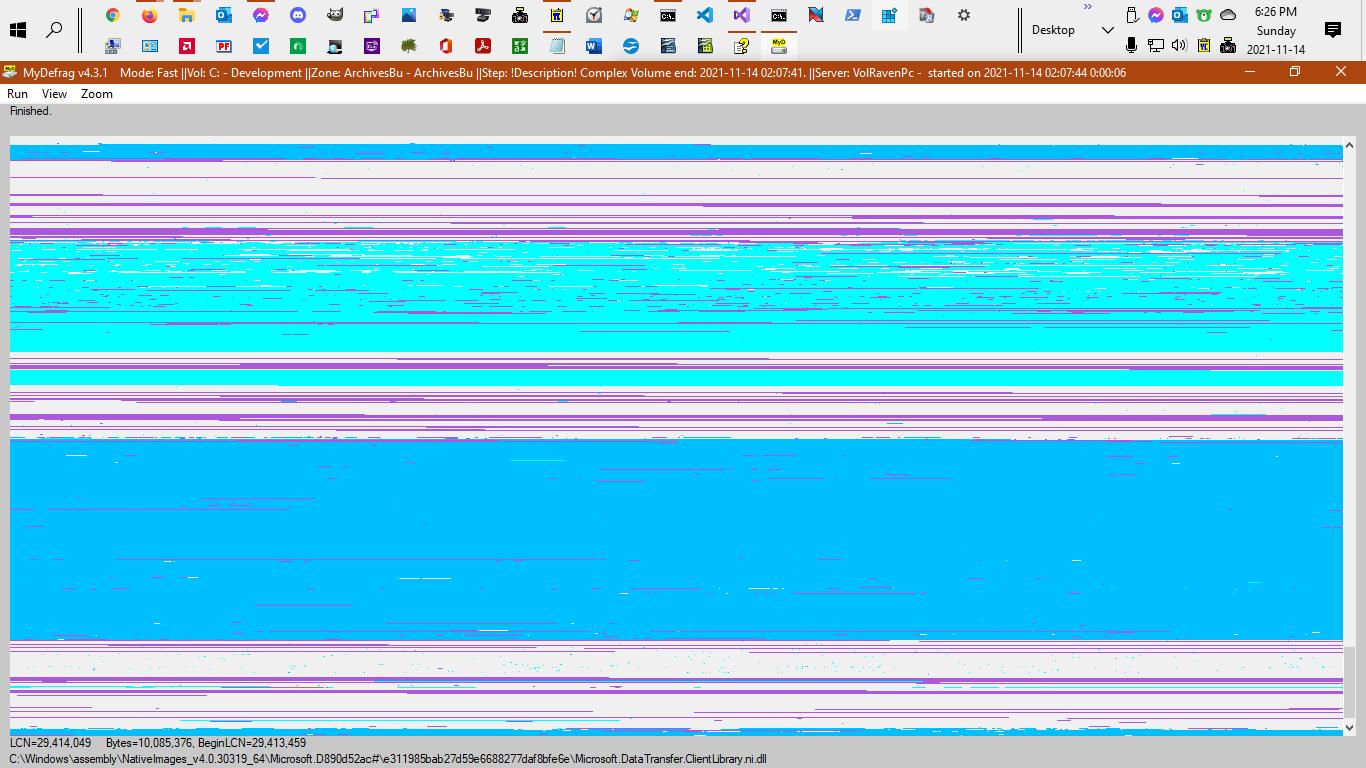 6:26 PM
Desktop
Sunday
2021-11-14
MyDefrag v4.3.1 Mode: Fast ||Vol: C: - Development ||Zone: ArchivesBu - ArchivesBu ||Step: !Description! Complex Volume end: 2021-11-14 02:07:41. ||Server: VolRavenPc - started on 2021-11-14 02:07:44 0:00:06
Run View Zoom
Finished.
LCN=29,414,049 Bytes=10,085,376, BeginLCN=29,413,459
C:\Windows\assembly\NativeImages_v4.0.30319_64\Microsoft.D890d52ac#\e311985bab27d59e6688277daf8bfe6e\Microsoft.DataTransfer.ClientLibrary.ni.dll